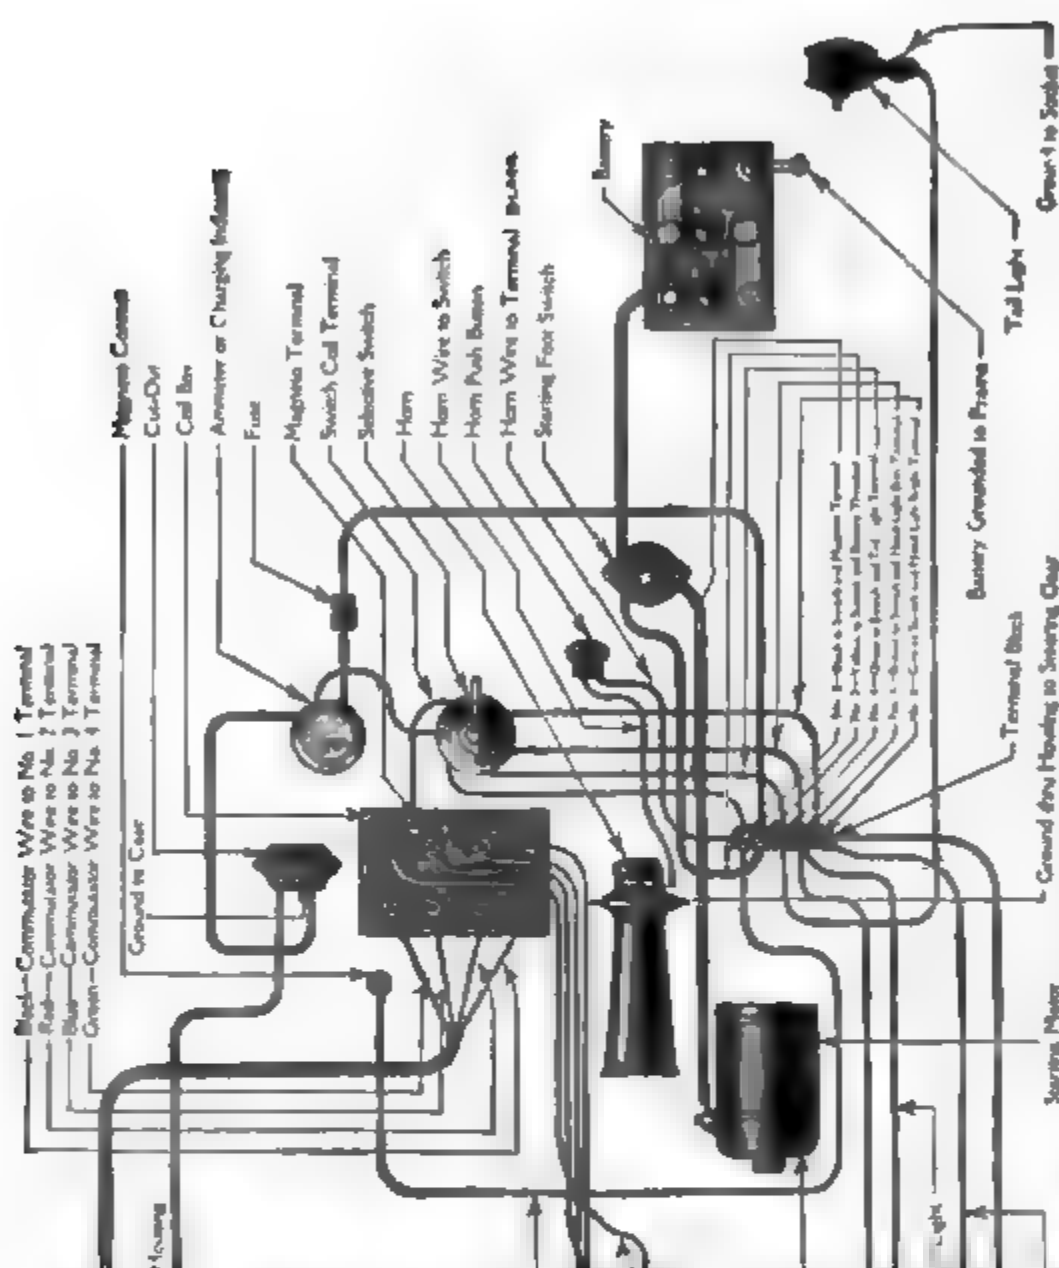 Black—Commutator Wire to No 1 Terminal
Red—Commutator Wire to No 2 Terminal
Blue—Commutator Wire to No 3 Terminal
Green—Commutator Wire to No 4 Terminal
Ground to Case
Magneto Contact
Cut-Out
Coil Box
Ammeter or Charging Indicator
Fuse
Magneto Terminal
Switch Coil Terminal
Selective Switch
Horn
Horn Wire to Switch
Horn Push Button
Horn Wire to Terminal Block
Starting Foot Switch
Battery
Terminal Block
Battery Grounded to Frame
Tail Light
Ground to Socket
Ground thru Housing to Steering Gear
Starting Motor
Housing
Light